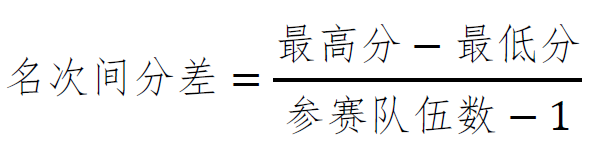 名次间分差 = (最高分 − 最低分) / (参赛队伍数 − 1)